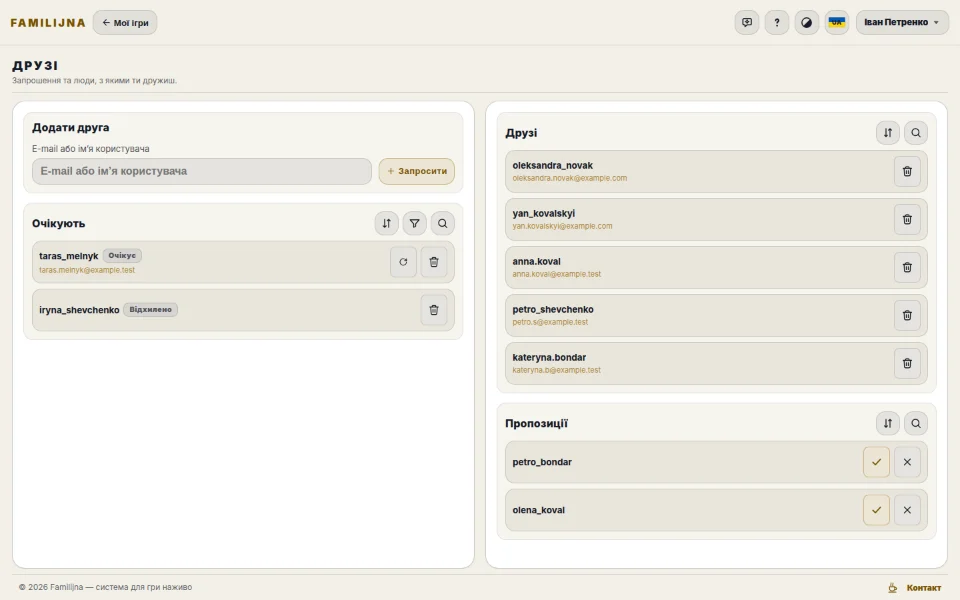 FAMILIJNA
← Мої ігри
?
UA
Іван Петренко
ДРУЗІ
Запрошення та люди, з якими ти дружиш.
Додати друга
E-mail або ім'я користувача
E-mail або ім'я користувача
+ Запросити
Очікують
taras_melnyk Очікує
taras.melnyk@example.test
iryna_shevchenko Відхилено
Друзі
oleksandra_novak
oleksandra.novak@example.com
yan_kovalskyi
yan.kovalskyi@example.com
anna.koval
anna.koval@example.test
petro_shevchenko
petro.s@example.test
kateryna.bondar
kateryna.b@example.test
Пропозиції
petro_bondar
olena_koval
© 2026 Familijna — система для гри наживо
Контакт